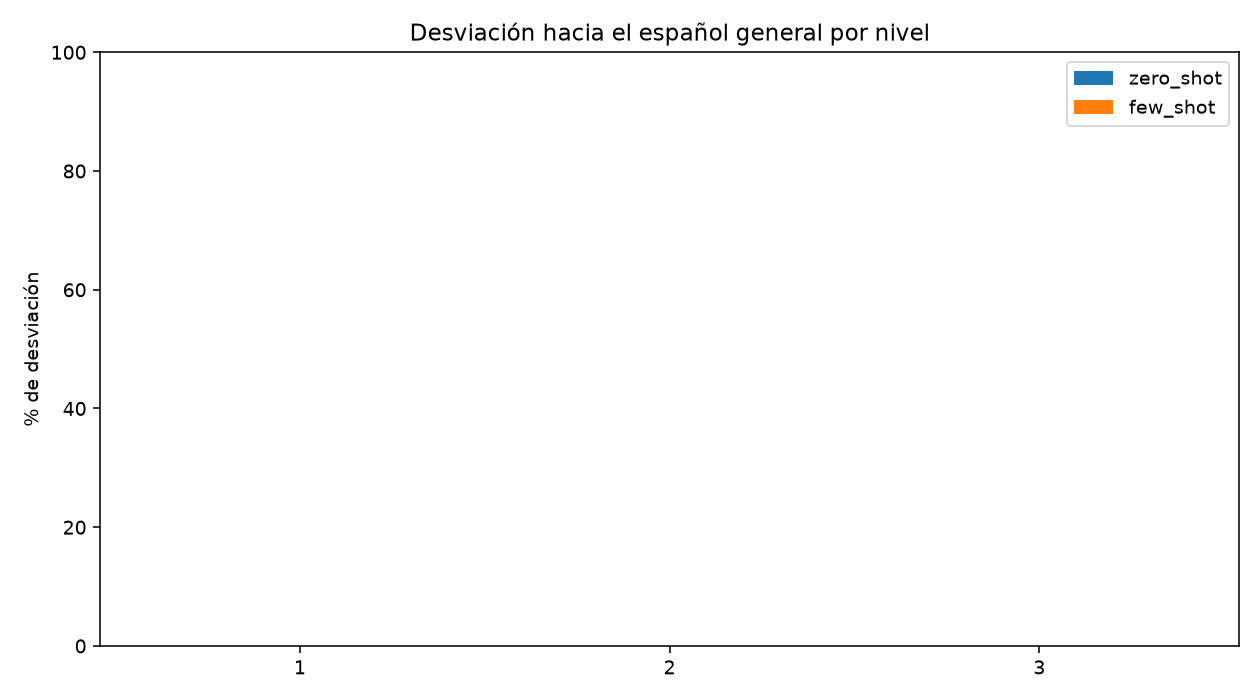 Desviación hacia el español general por nivel
100
zero_shot
few_shot
80
60
% de desviación
40
20
0
1 2 3